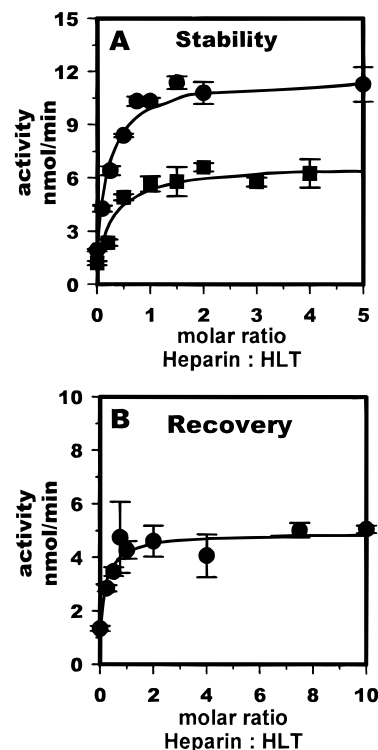 A Stability
15
12
9
6
3
0
activity
nmol/min
0 1 2 3 4 5
molar ratio
Heparin : HLT
B Recovery
10
8
6
4
2
0
activity
nmol/min
0 2 4 6 8 10
molar ratio
Heparin : HLT